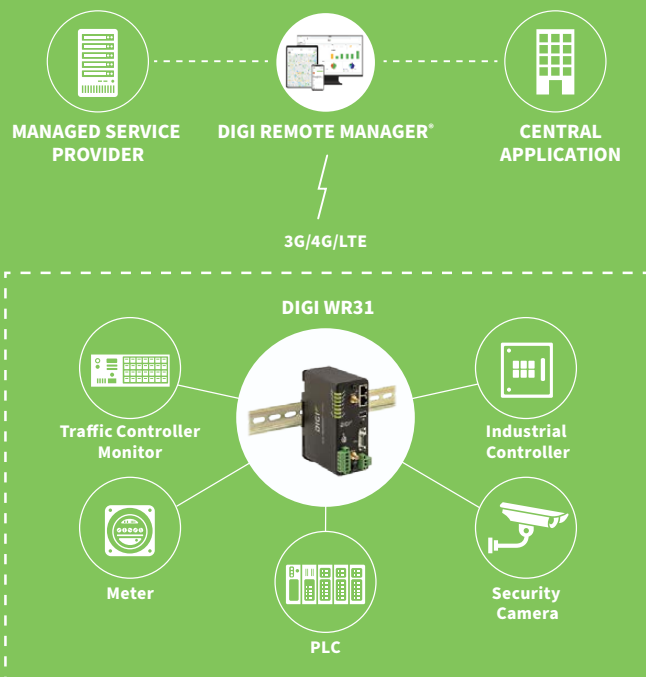 MANAGED SERVICE
PROVIDER
DIGI REMOTE MANAGER®
CENTRAL
APPLICATION
3G/4G/LTE
DIGI WR31
DIGI
Traffic Controller
Monitor
Industrial
Controller
Meter
Security
Camera
PLC